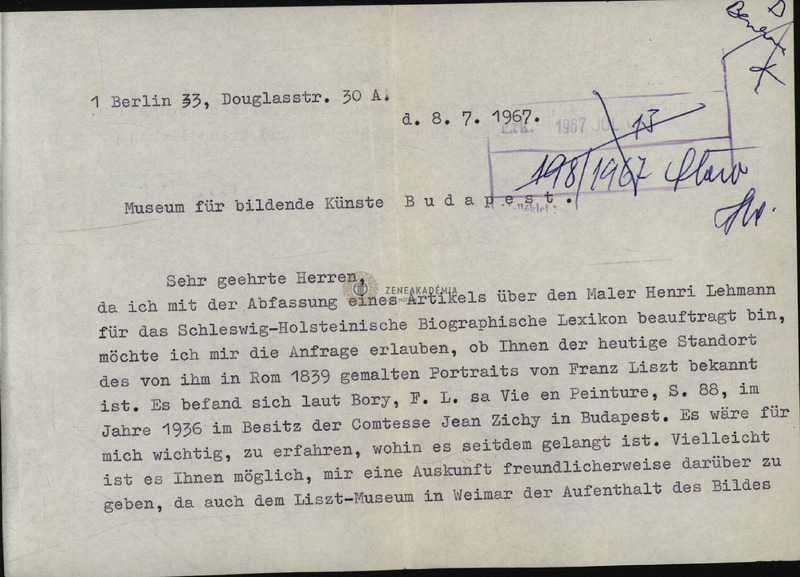 1 Berlin 33, Douglasstr. 30 A.
d. 8. 7. 1967.
Érk. 1967 JUL
13
198/1967
Museum für bildende Künste B u d a p e s t .
Sehr geehrte Herren,
ZENEAKADÉMIA
da ich mit der Abfassung eines Artikels über den Maler Henri Lehmann
für das Schleswig-Holsteinische Biographische Lexikon beauftragt bin,
möchte ich mir die Anfrage erlauben, ob Ihnen der heutige Standort
des von ihm in Rom 1839 gemalten Portraits von Franz Liszt bekannt
ist. Es befand sich laut Bory, F. L. sa Vie en Peinture, S. 88, im
Jahre 1936 im Besitz der Comtesse Jean Zichy in Budapest. Es wäre für
mich wichtig, zu erfahren, wohin es seitdem gelangt ist. Vielleicht
ist es Ihnen möglich, mir eine Auskunft freundlicherweise darüber zu
geben, da auch dem Liszt-Museum in Weimar der Aufenthalt des Bildes